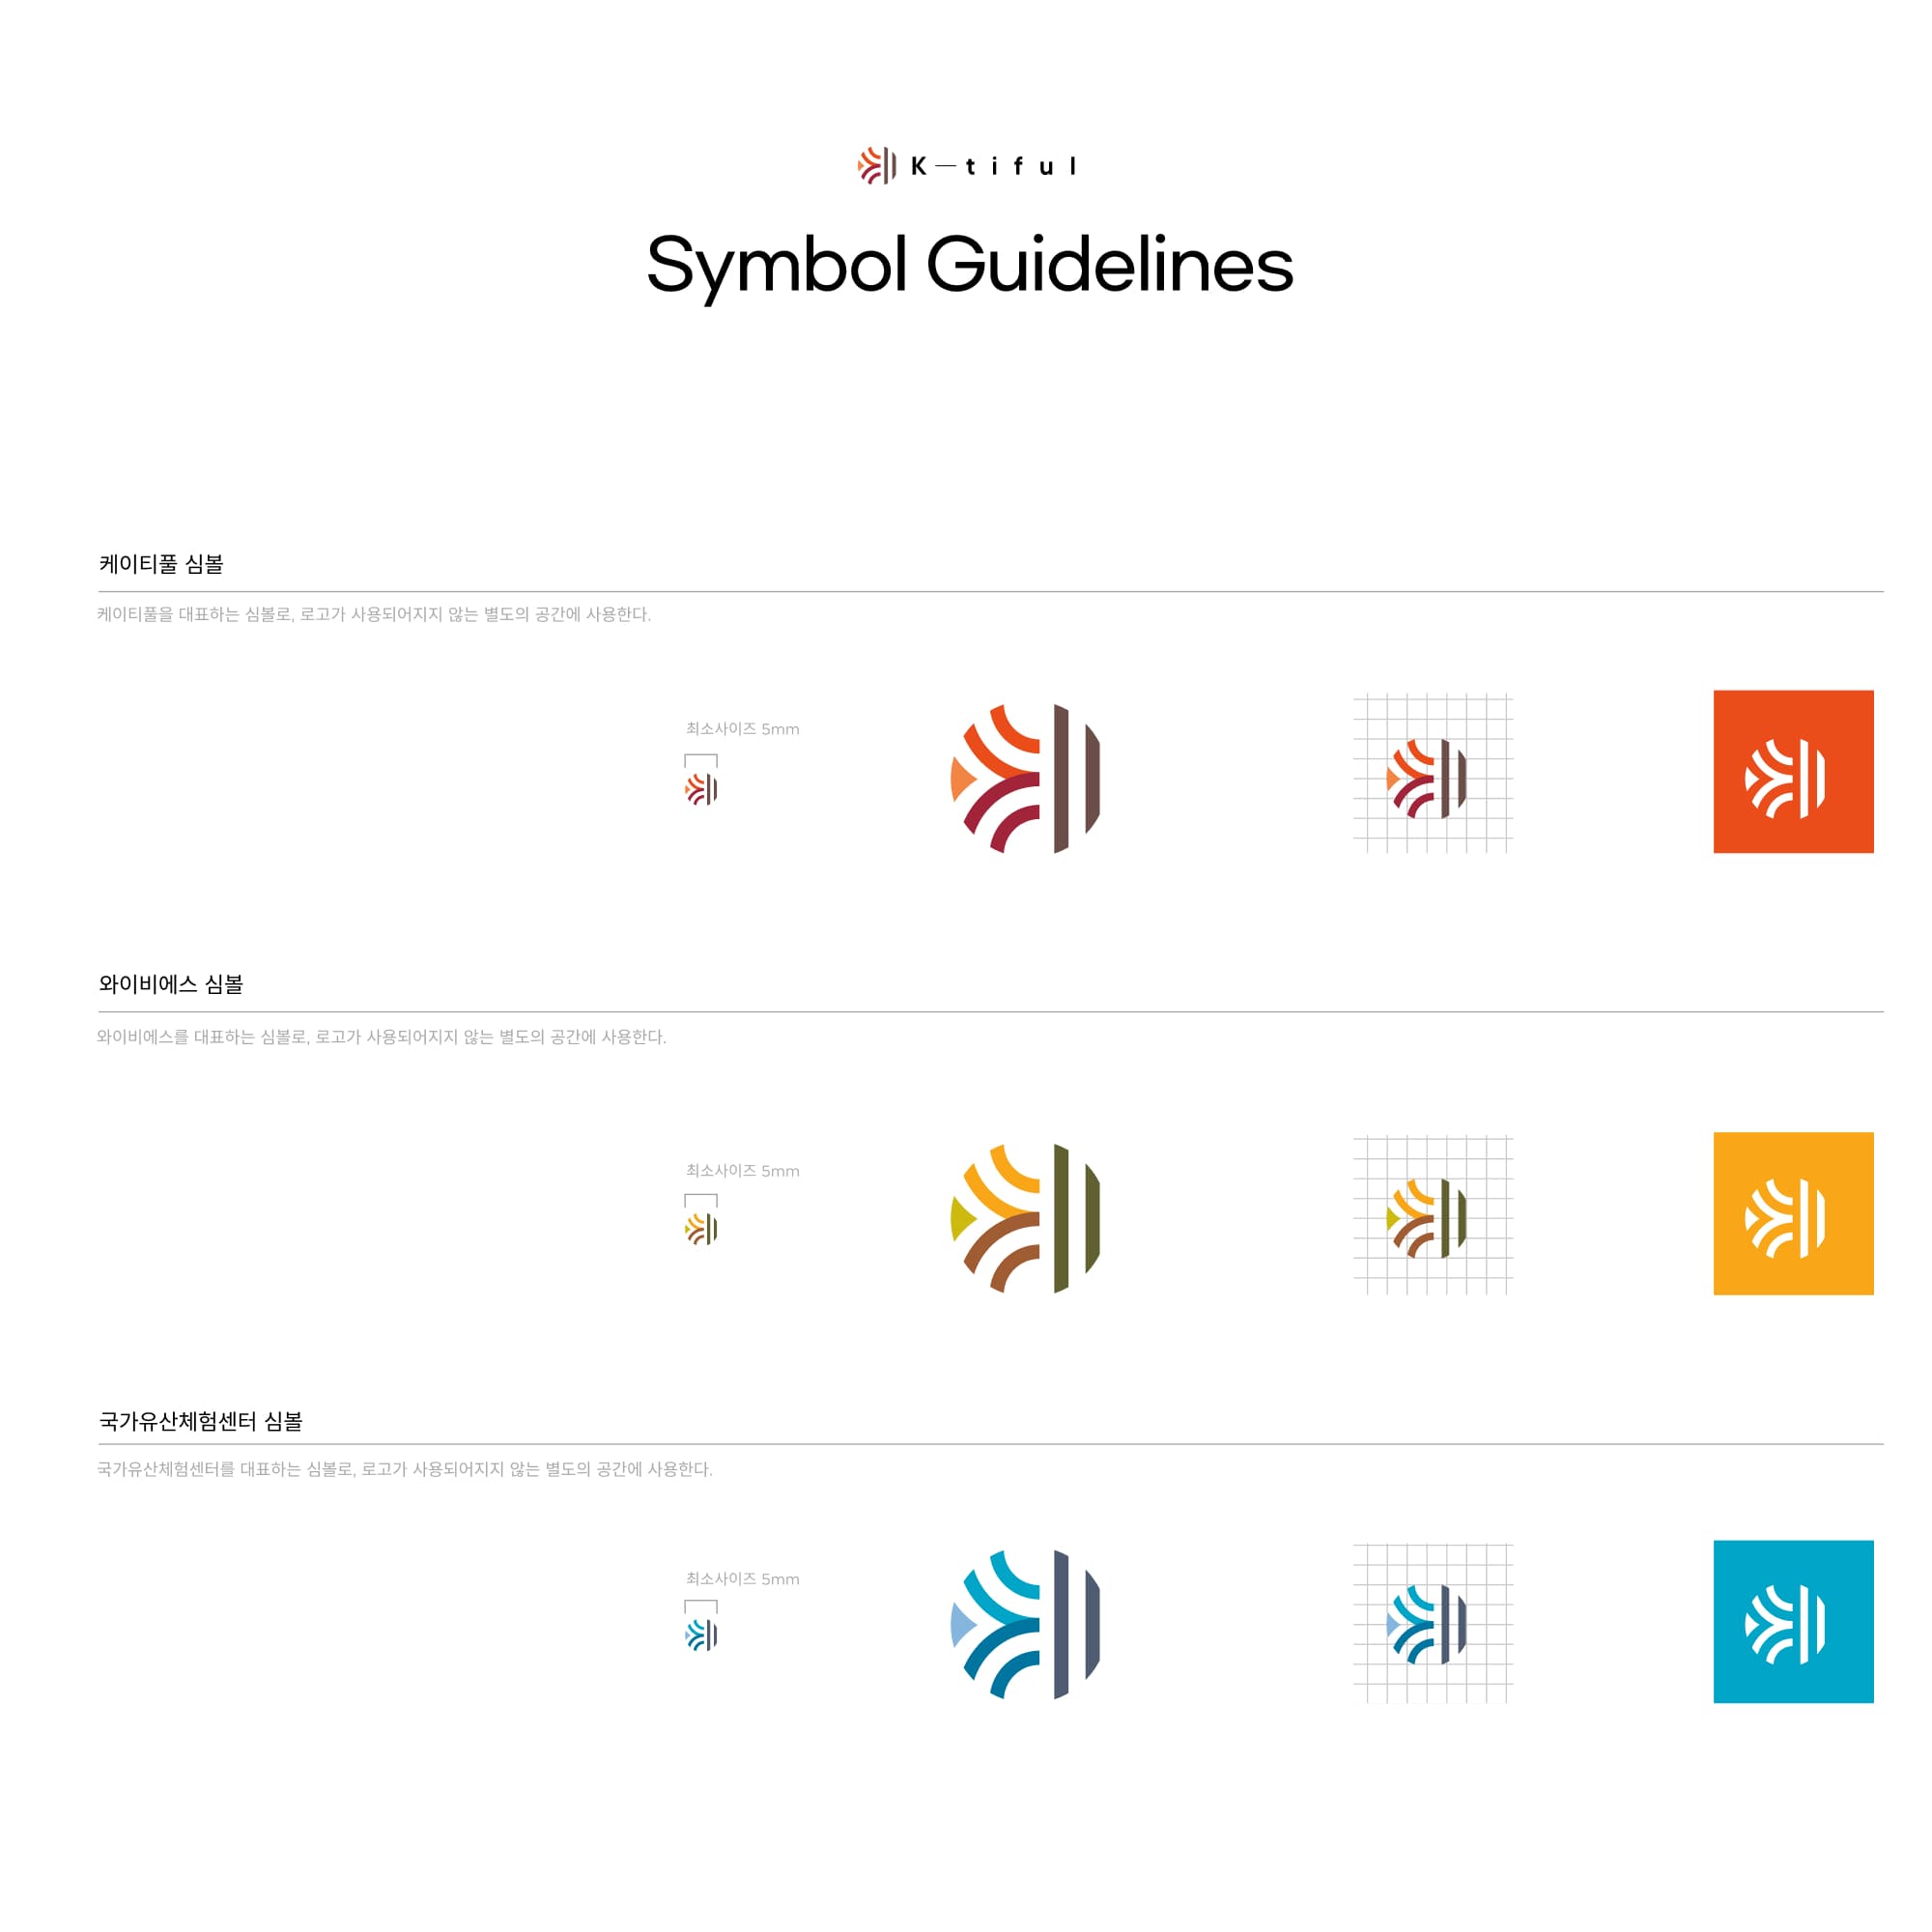 K—tiful
Symbol Guidelines
케이티풀 심볼
케이티풀을 대표하는 심볼로, 로고가 사용되어지지 않는 별도의 공간에 사용한다.
최소사이즈 5mm
와이비에스 심볼
와이비에스를 대표하는 심볼로, 로고가 사용되어지지 않는 별도의 공간에 사용한다.
최소사이즈 5mm
국가유산체험센터 심볼
국가유산체험센터를 대표하는 심볼로, 로고가 사용되어지지 않는 별도의 공간에 사용한다.
최소사이즈 5mm